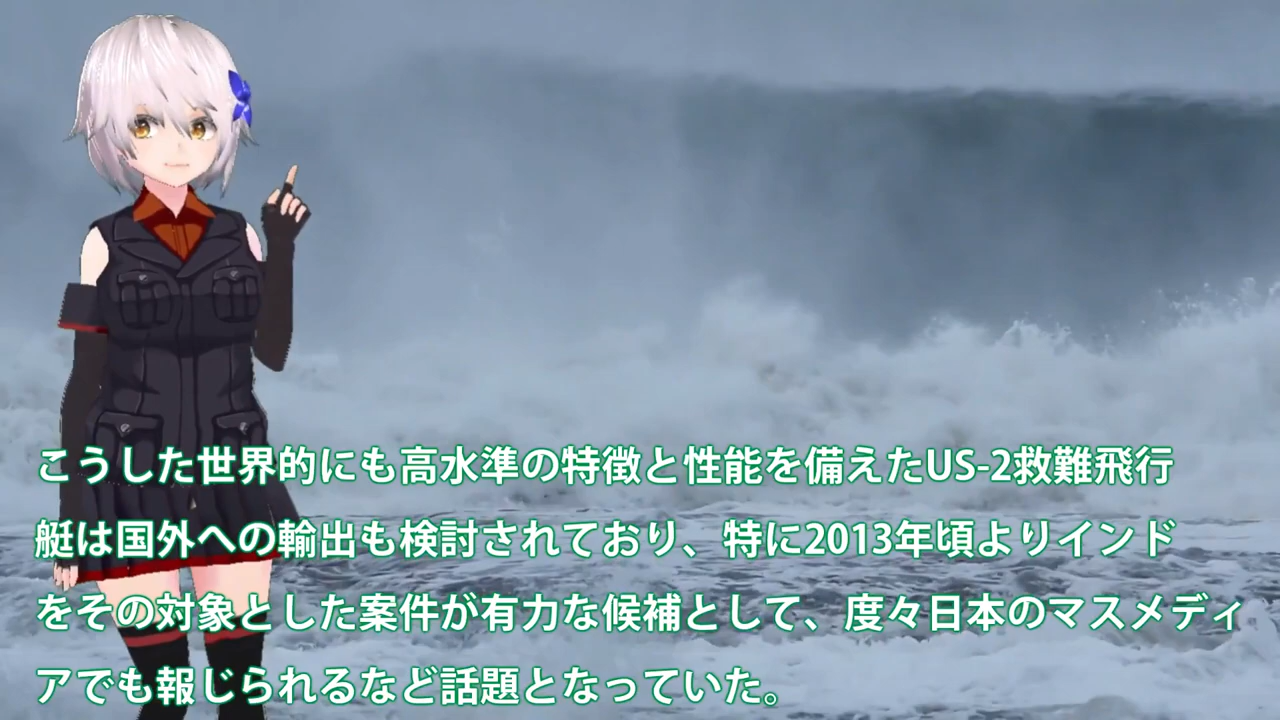 こうした世界的にも高水準の特徴と性能を備えたUS-2救難飛行
艇は国外への輸出も検討されており、特に2013年頃よりインド
をその対象とした案件が有力な候補として、度々日本のマスメディ
アでも報じられるなど話題となっていた。